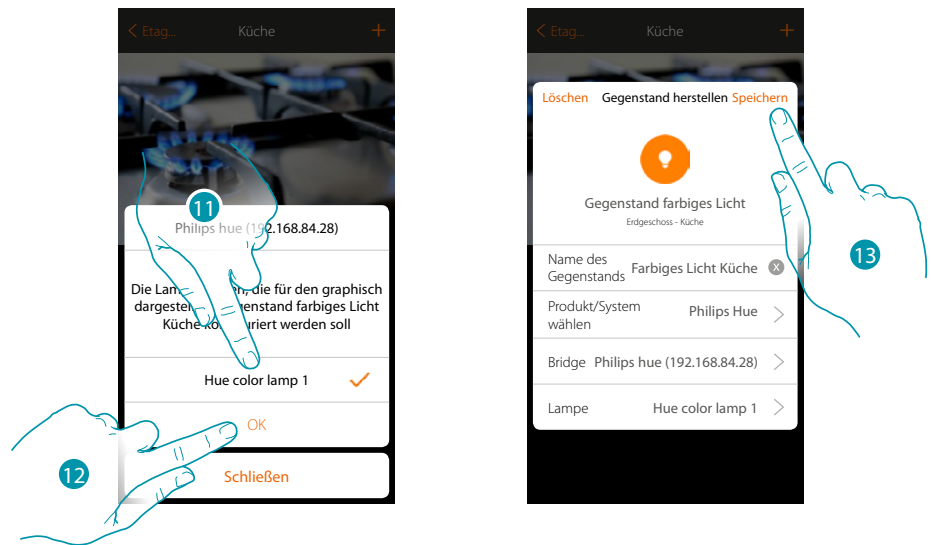 Etag...
Küche
+
11
Philips hue (192.168.84.28)
Die Lam
die für den graphisch
dargeste
enstand farbiges Licht
Küche ko
uriert werden soll
Hue color lamp 1
OK
Schließen
12
Etag...
Küche
+
Löschen Gegenstand herstellen Speichern
Gegenstand farbiges Licht
Erdgeschoss - Küche
Name des
Gegenstands
Farbiges Licht Küche
X
Produkt/System
wählen
Philips Hue
Bridge Philips hue (192.168.84.28)
Lampe Hue color lamp 1
13